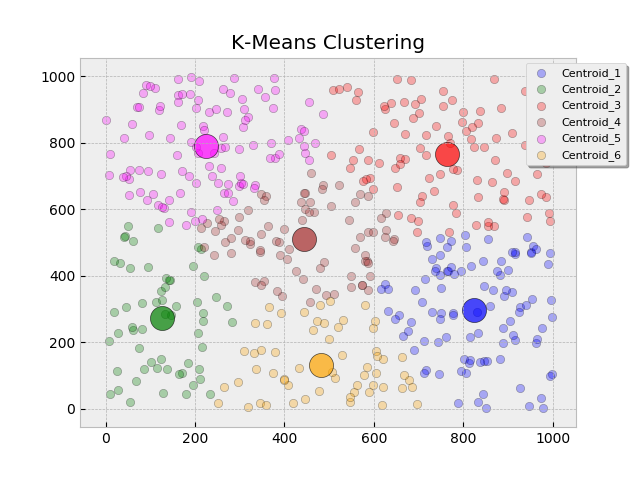 K-Means Clustering
1000
800
600
400
200
0
0 200 400 600 800 1000
Centroid_1
Centroid_2
Centroid_3
Centroid_4
Centroid_5
Centroid_6